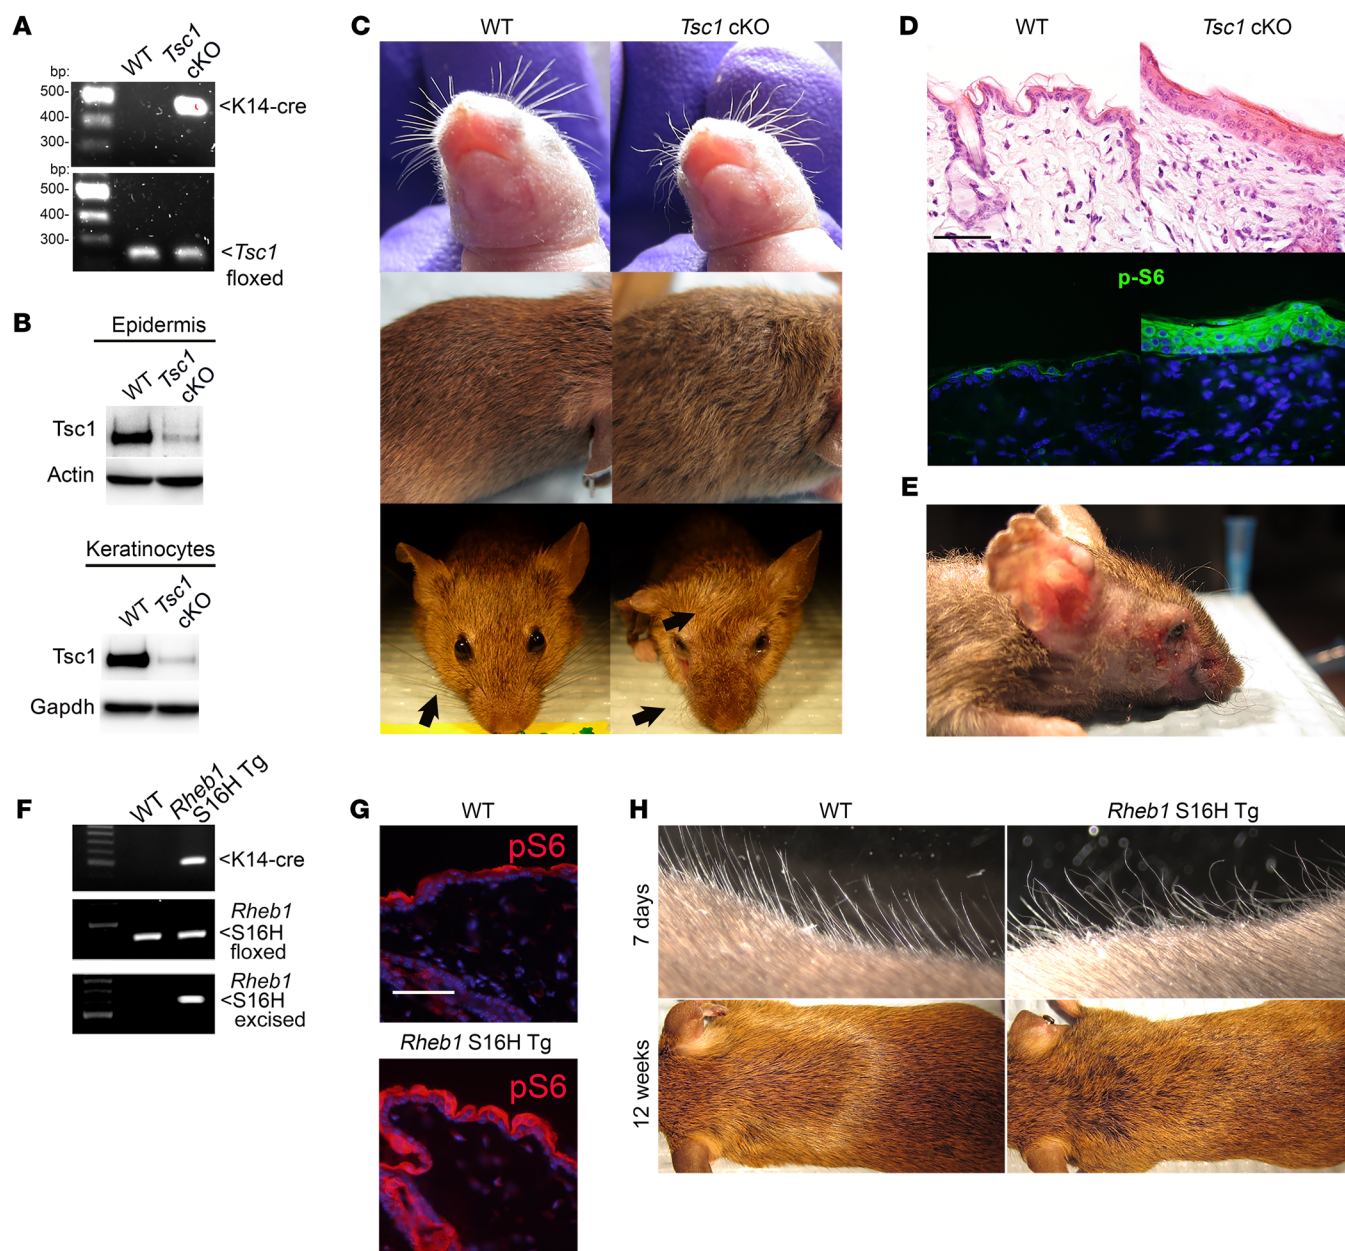 A
WT
Tsc1
cKO
bp:
500-
400-
300-
<K14-cre
bp:
500-
400-
300-
<Tsc1
floxed
B
Epidermis
WT
Tsc1
cKO
Tsc1
Actin
Keratinocytes
WT
Tsc1
cKO
Tsc1
Gapdh
C
WT
Tsc1 cKO
D
WT
Tsc1 cKO
p-S6
E
F
WT
Rheb1
S16H Tg
<K14-cre
Rheb1
<S16H
floxed
Rheb1
<S16H
excised
G
WT
pS6
Rheb1 S16H Tg
pS6
H
WT
Rheb1 S16H Tg
7 days
12 weeks